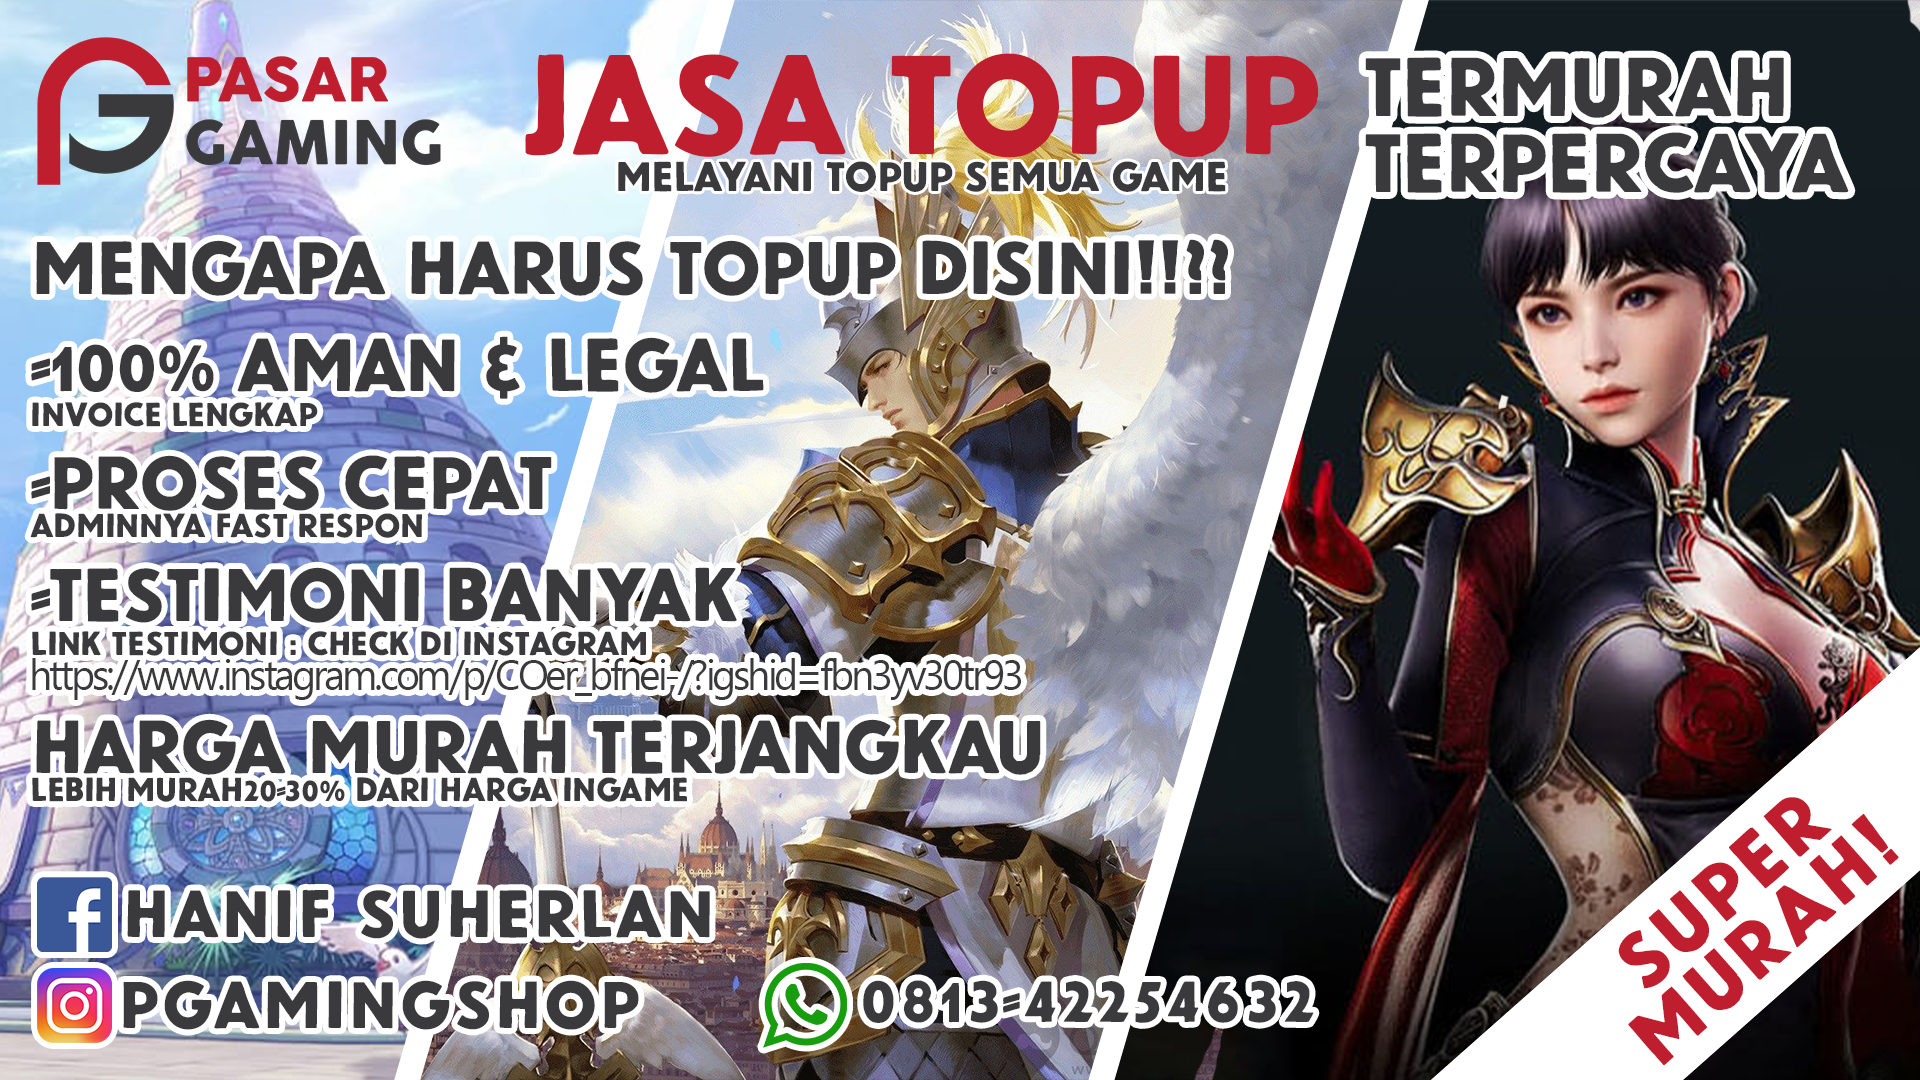 PASAR
GAMING
JASA TOPUP
MELAYANI TOPUP SEMUA GAME
TERMURAH
TERPERCAYA
MENGAPA HARUS TOPUP DISINI!!??
-100% AMAN & LEGAL
INVOICE LENGKAP
-PROSES CEPAT
ADMINNYA FAST RESPON
-TESTIMONI BANYAK
LINK TESTIMONI : CHECK DI INSTAGRAM
https://www.instagram.com/p/COer_bfnei-/?igshid=fbn3yv30tr93
HARGA MURAH TERJANGKAU
LEBIH MURAH20-30% DARI HARGA INGAME
HANIF SUHERLAN
PGAMINGSHOP
0813-42254632
SUPER
MURAH!